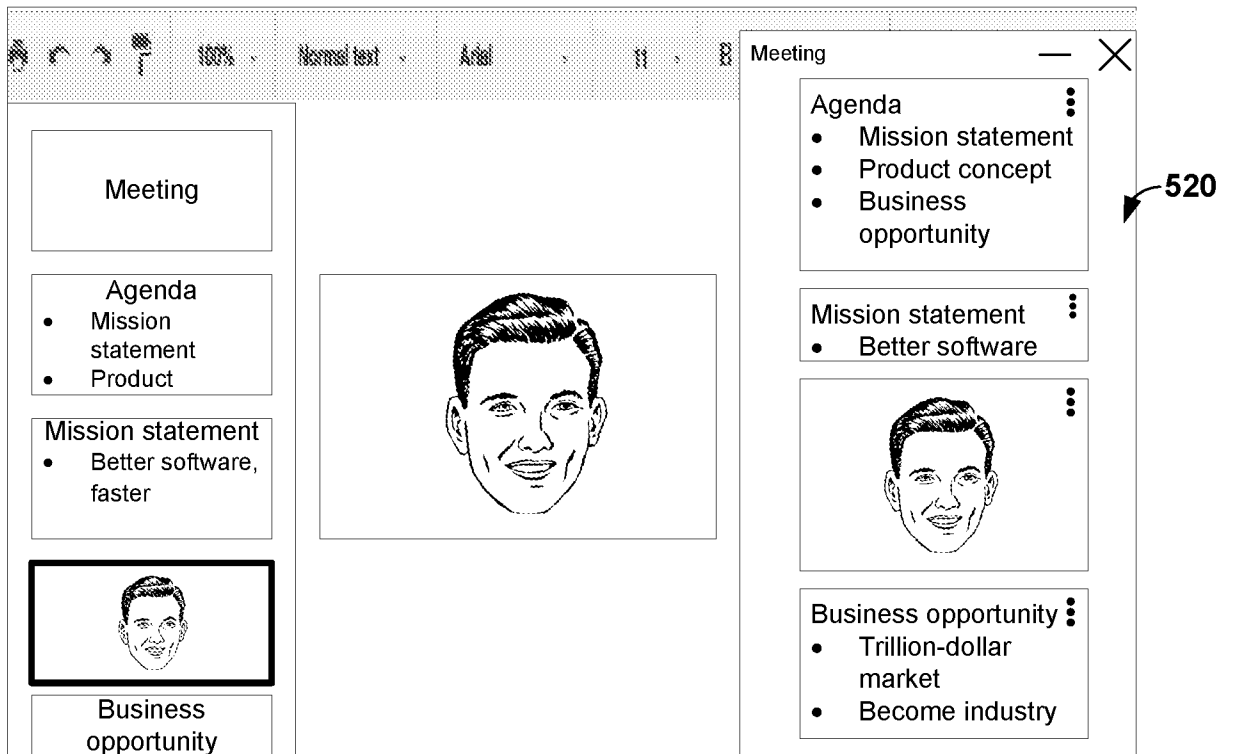 100% Normal text Arial 11 B
Meeting
Agenda
• Mission
statement
• Product
Mission statement
• Better software,
faster
Business
opportunity
Meeting
Agenda
• Mission statement
• Product concept
• Business
opportunity
Mission statement
• Better software
Business opportunity
• Trillion-dollar
market
• Become industry
520